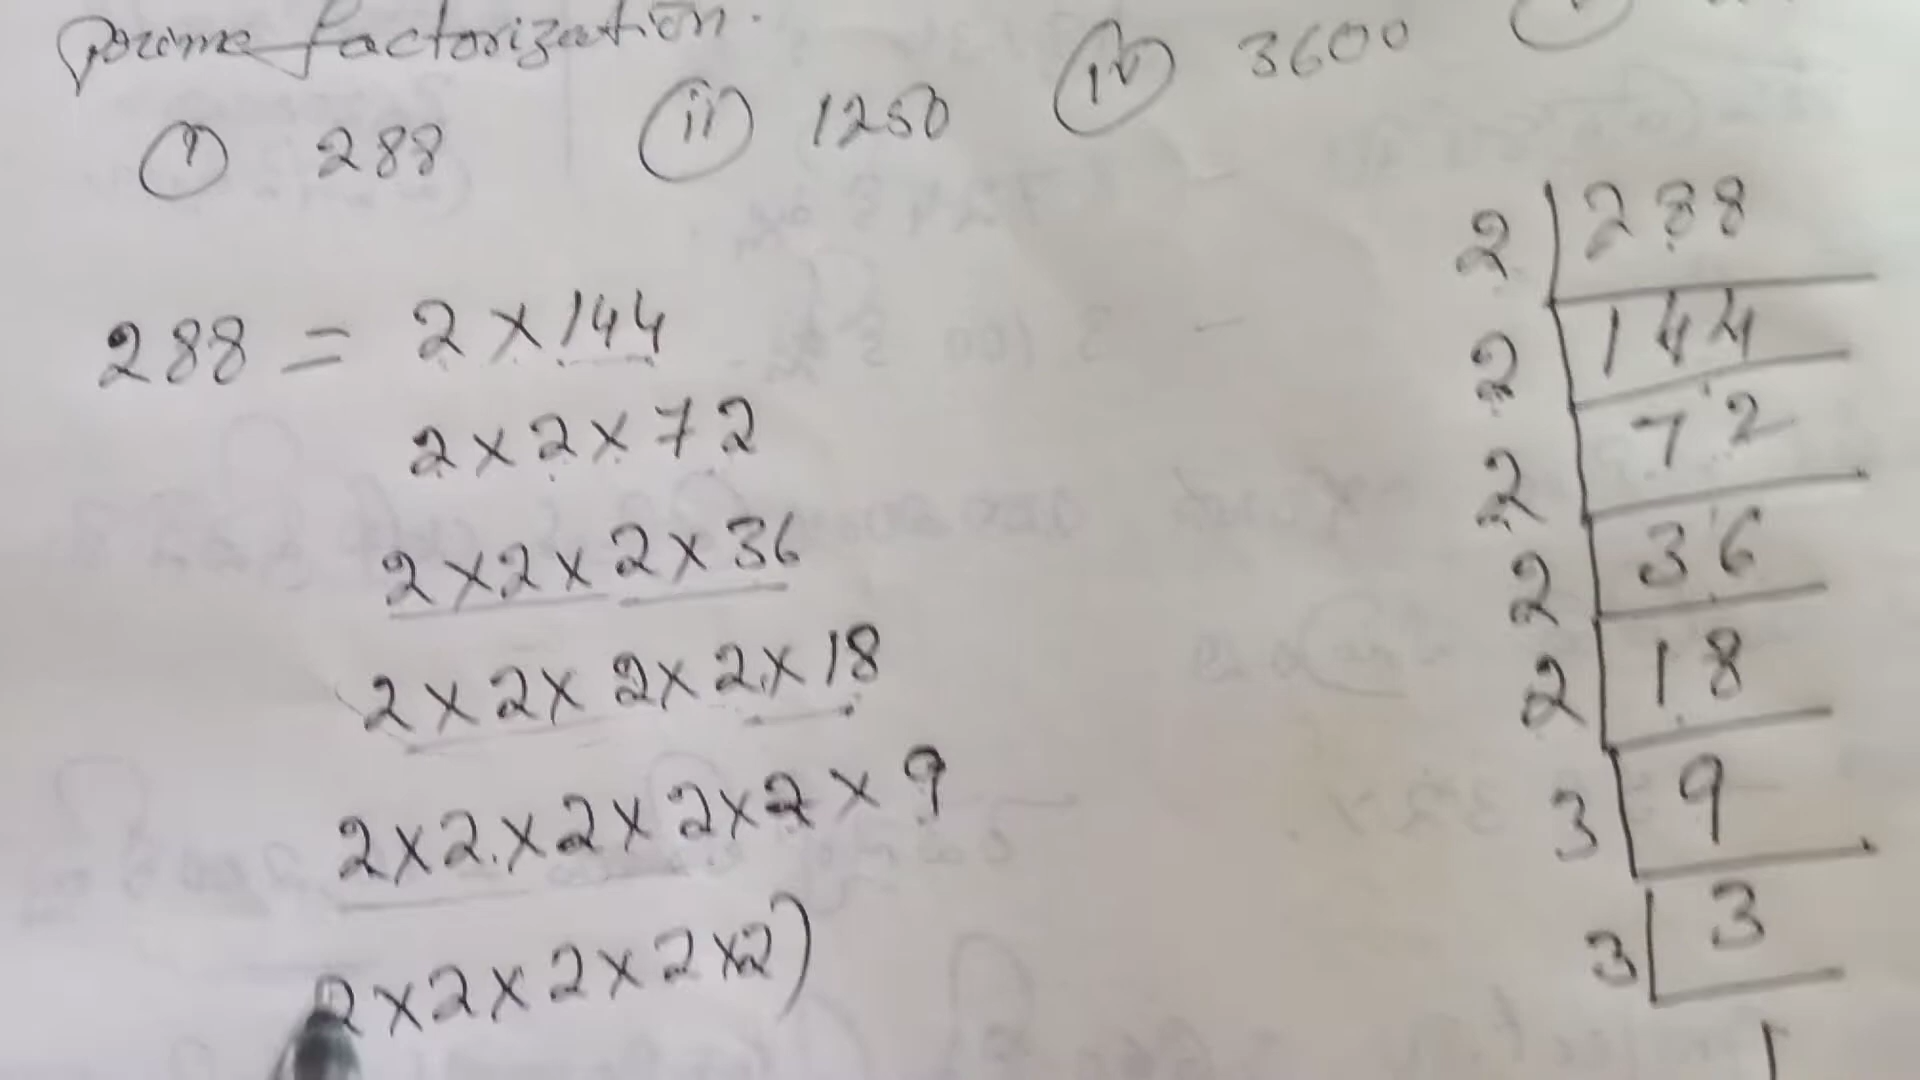 prime factorization.
(i) 288 (ii) 1250 (iv) 3600
288 = 2 × 144
2 × 2 × 72
2 × 2 × 2 × 36
2 × 2 × 2 × 2 × 18
2 × 2 × 2 × 2 × 2 × 9
2 × 2 × 2 × 2 × 2)
2 | 288
2 | 144
2 | 72
2 | 36
2 | 18
3 | 9
3 | 3
1